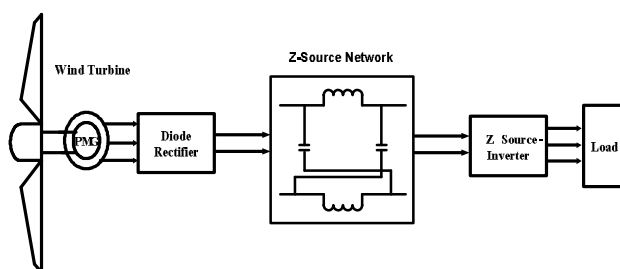 Z-Source Network
Wind Turbine
PMG
Diode
Rectifier
Z Source-
Inverter
Load